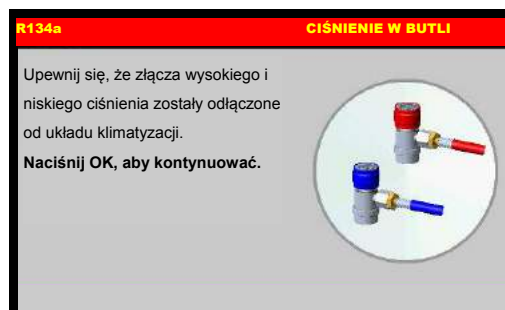 R134a CIŚNIENIE W BUTLI
Upewnij się, że złącza wysokiego i
niskiego ciśnienia zostały odłączone
od układu klimatyzacji.
Naciśnij OK, aby kontynuować.